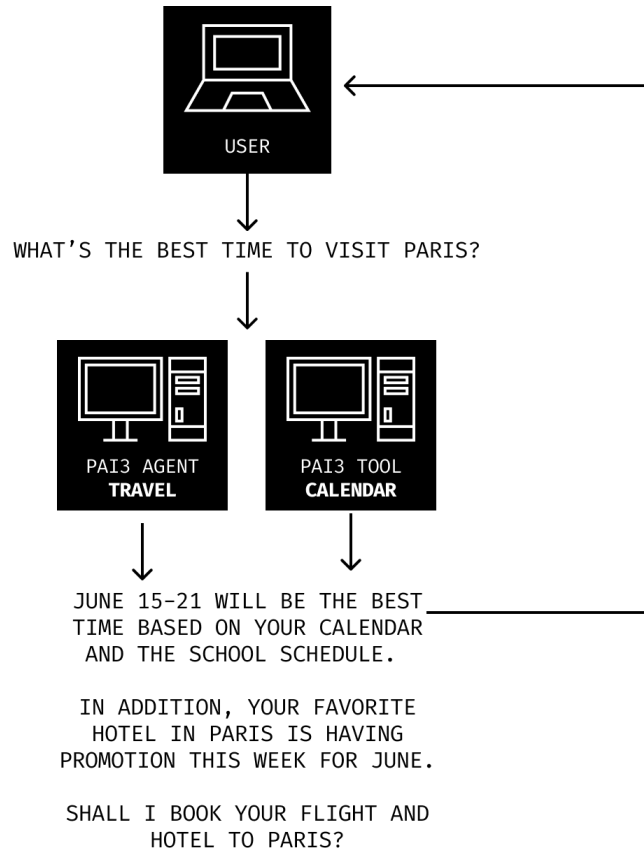 USER
WHAT'S THE BEST TIME TO VISIT PARIS?
PAI3 AGENT
TRAVEL
PAI3 TOOL
CALENDAR
JUNE 15-21 WILL BE THE BEST
TIME BASED ON YOUR CALENDAR
AND THE SCHOOL SCHEDULE.
IN ADDITION, YOUR FAVORITE
HOTEL IN PARIS IS HAVING
PROMOTION THIS WEEK FOR JUNE.
SHALL I BOOK YOUR FLIGHT AND
HOTEL TO PARIS?